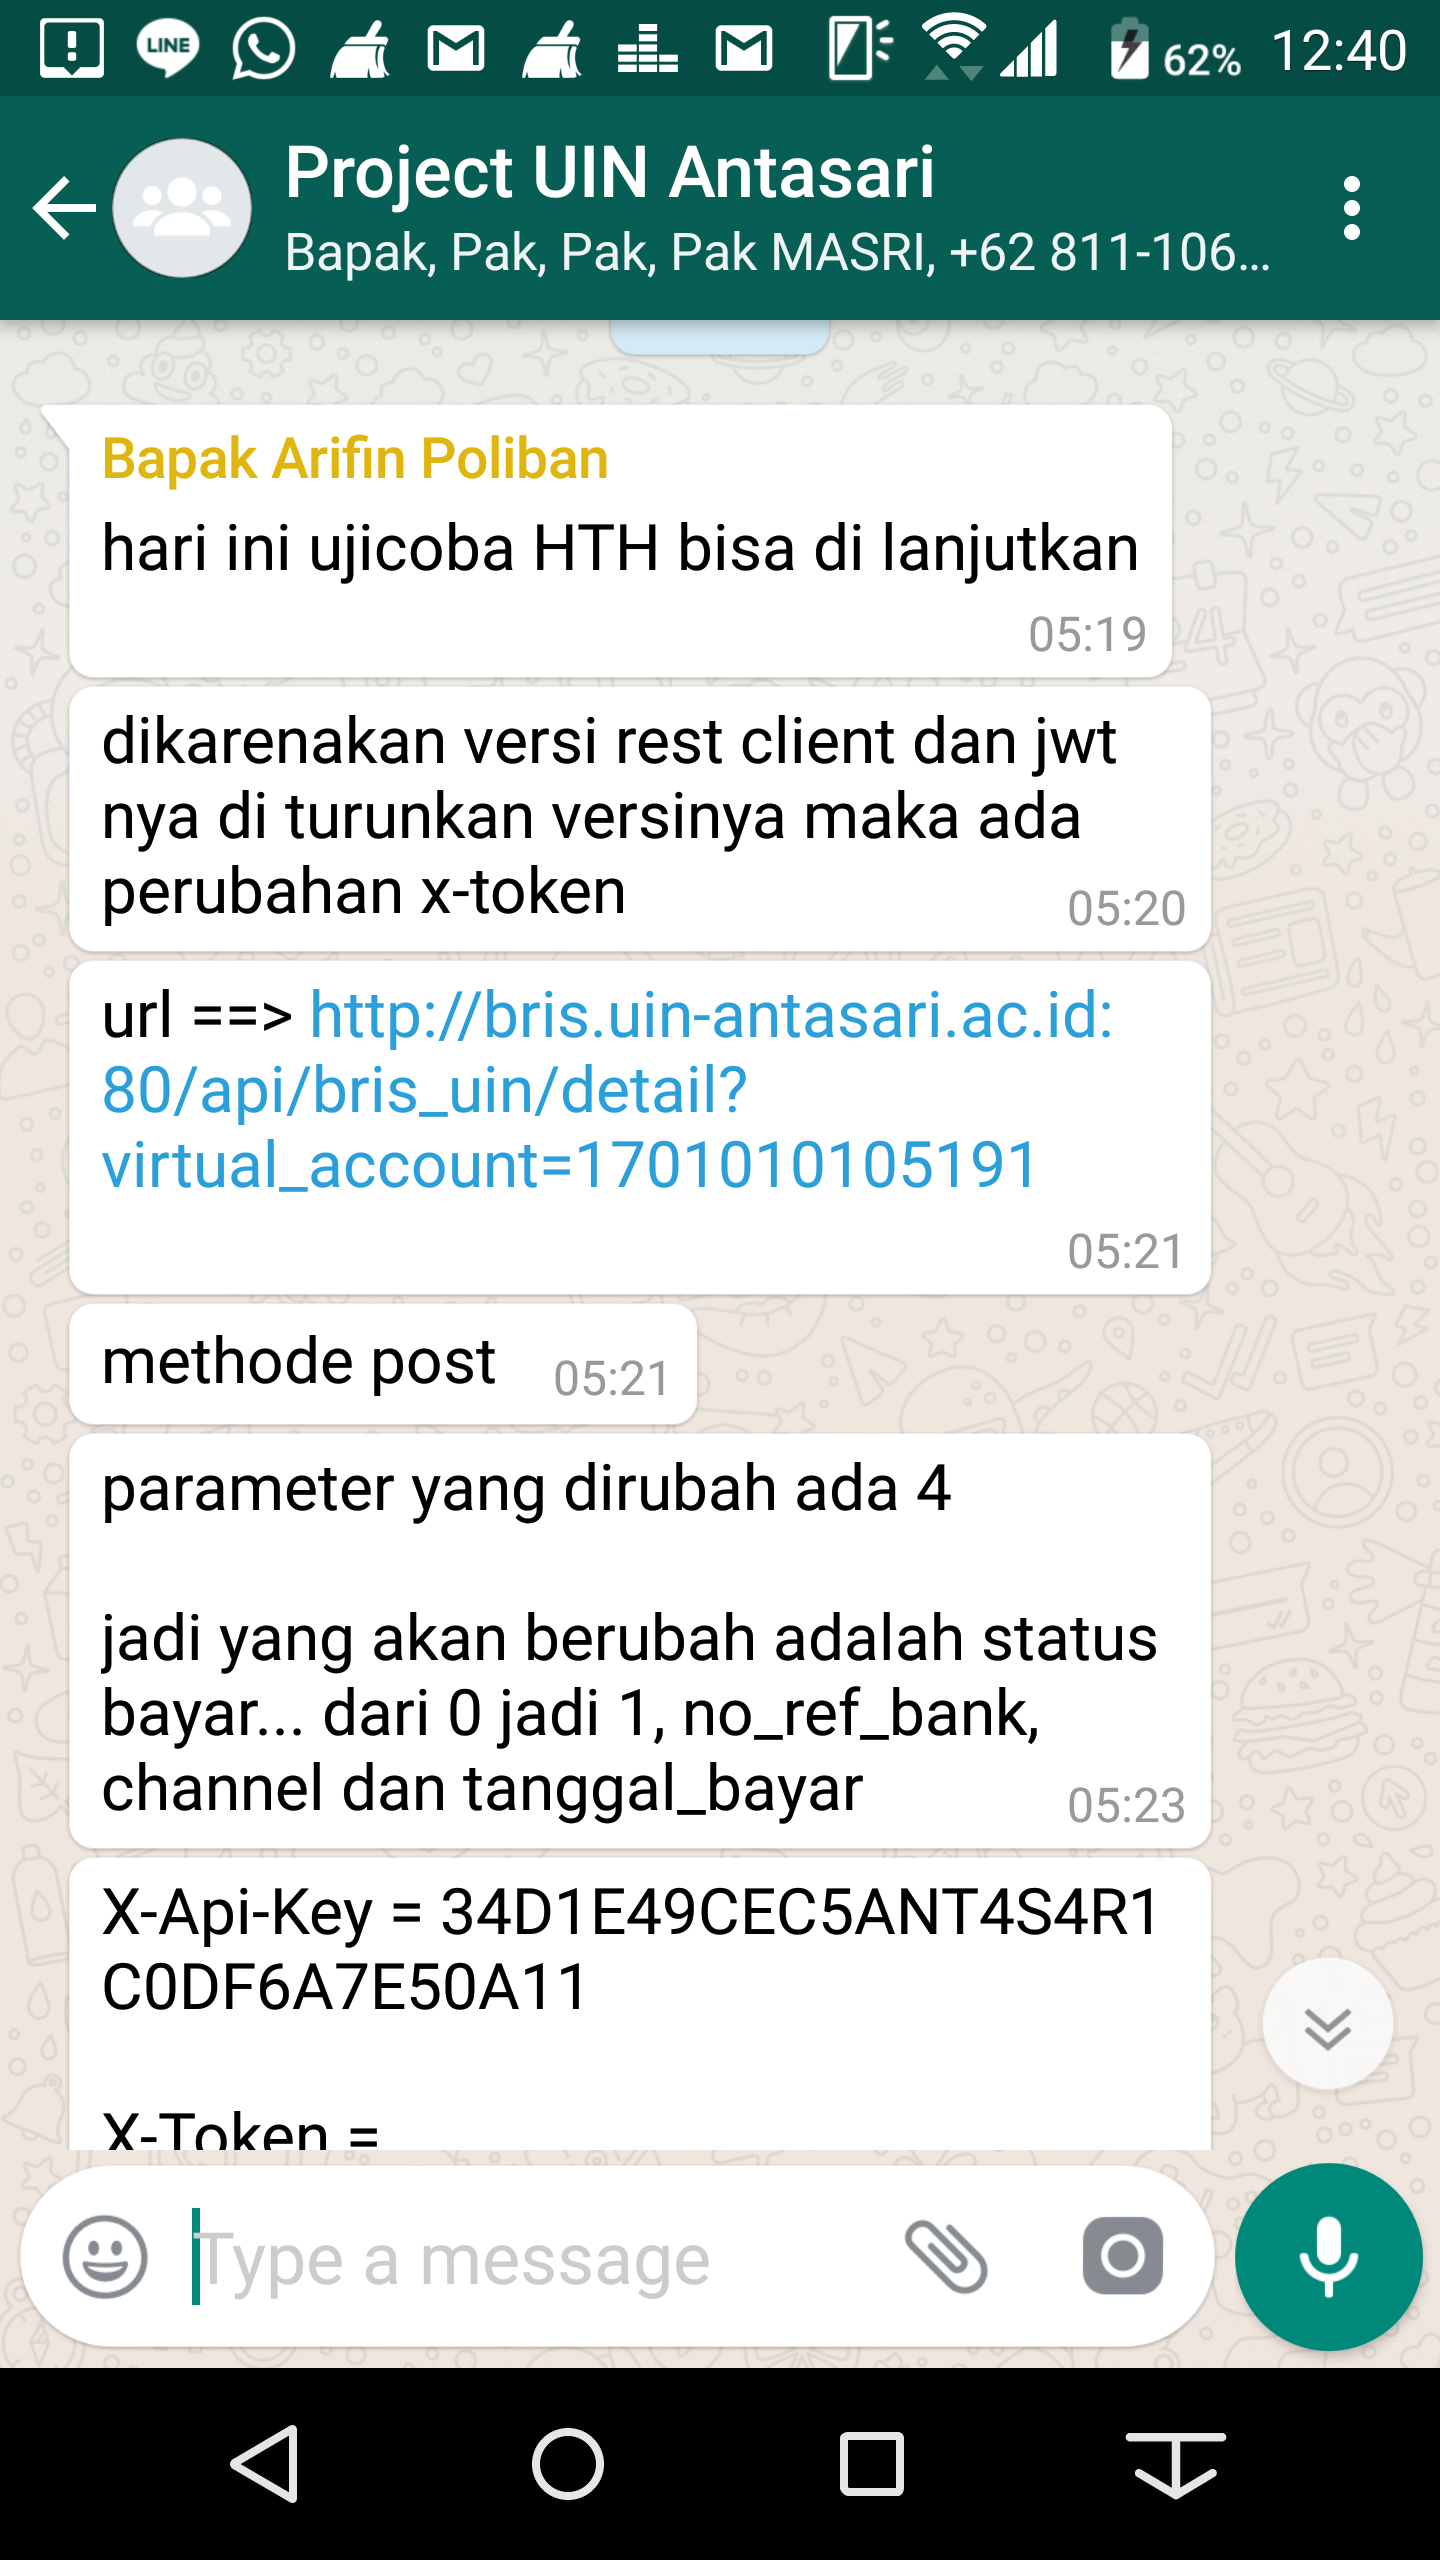 LINE
62% 12:40
Project UIN Antasari
Bapak, Pak, Pak, Pak MASRI, +62 811-106...
Bapak Arifin Poliban
hari ini ujicoba HTH bisa di lanjutkan
05:19
dikarenakan versi rest client dan jwt
nya di turunkan versinya maka ada
perubahan x-token 05:20
url ==> http://bris.uin-antasari.ac.id:
80/api/bris_uin/detail?
virtual_account=1701010105191
05:21
methode post 05:21
parameter yang dirubah ada 4
jadi yang akan berubah adalah status
bayar... dari 0 jadi 1, no_ref_bank,
channel dan tanggal_bayar 05:23
X-Api-Key = 34D1E49CEC5ANT4S4R1
C0DF6A7E50A11
X-Token =
Type a message